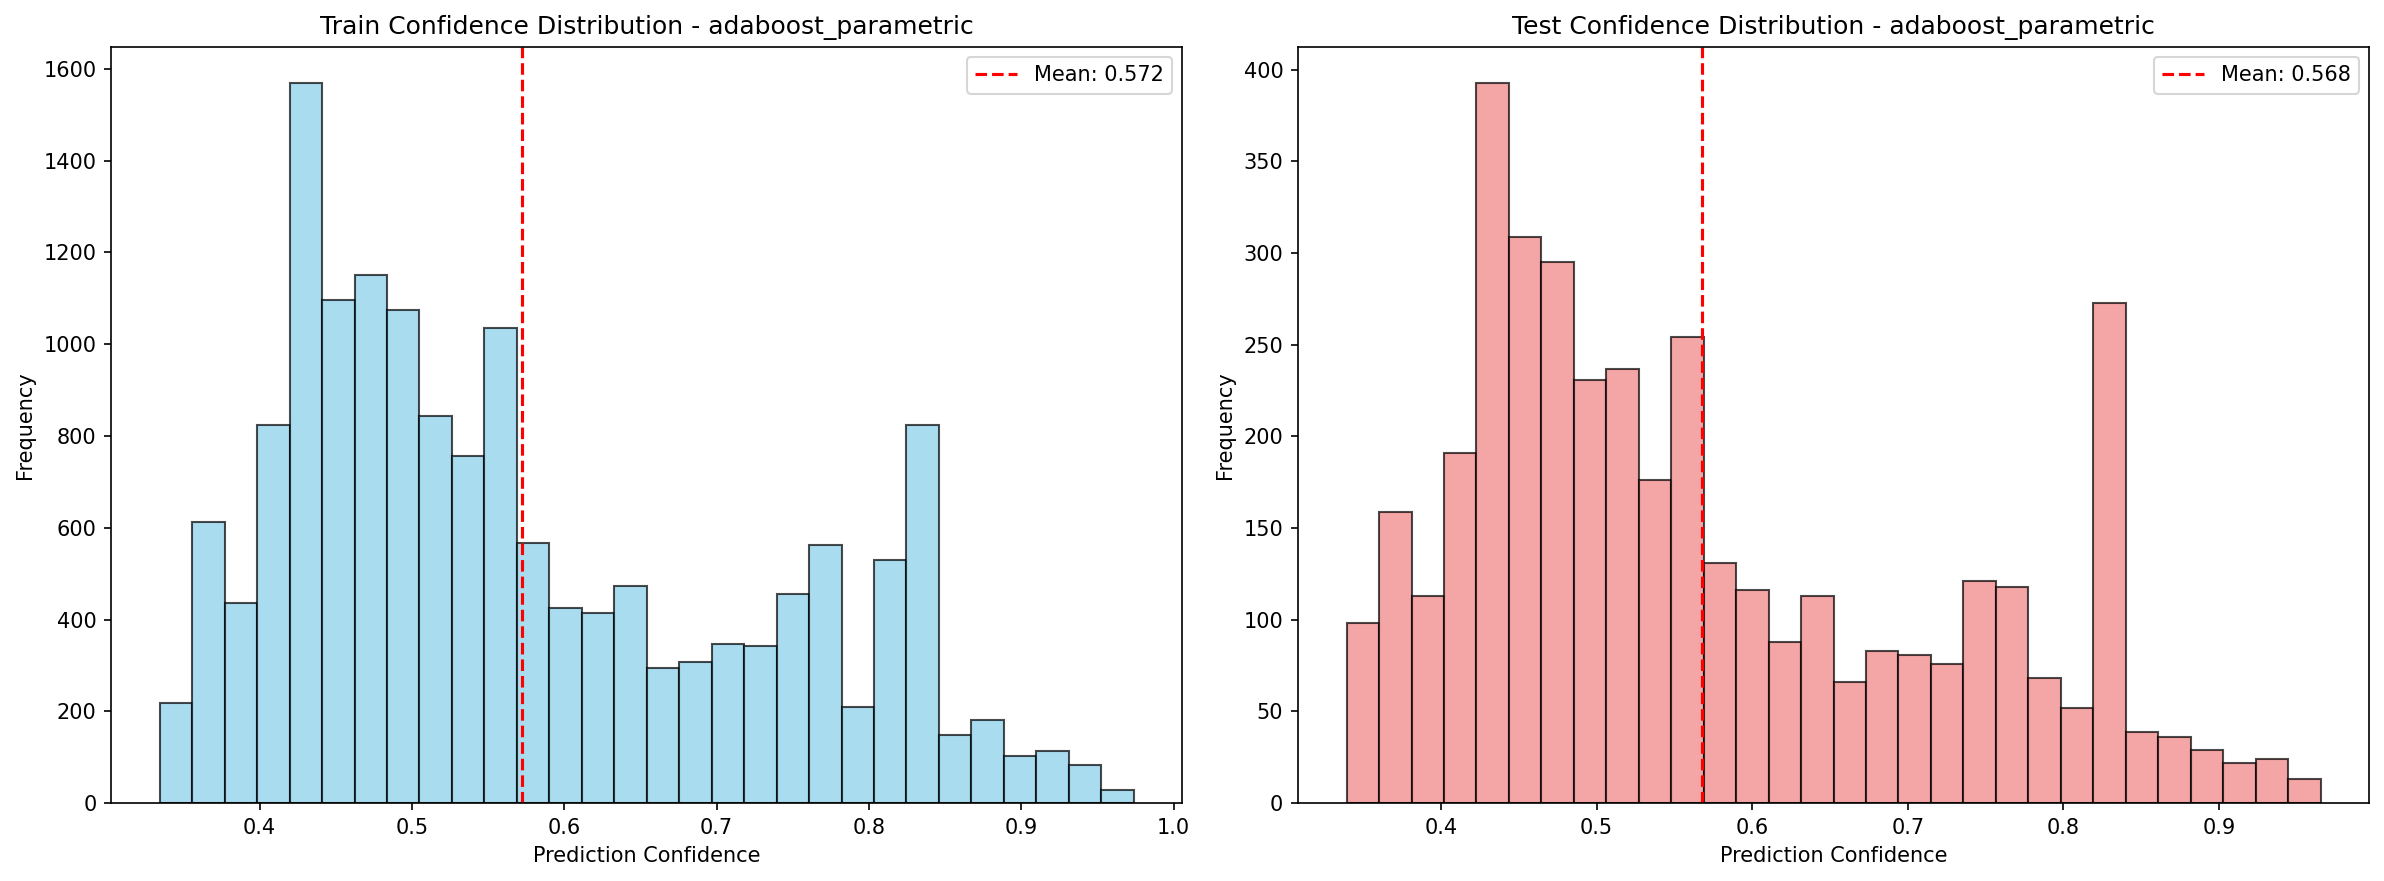 Train Confidence Distribution - adaboost_parametric
Mean: 0.572
Frequency
1600
1400
1200
1000
800
600
400
200
0
0.4 0.5 0.6 0.7 0.8 0.9 1.0
Prediction Confidence
Test Confidence Distribution - adaboost_parametric
Mean: 0.568
Frequency
400
350
300
250
200
150
100
50
0
0.4 0.5 0.6 0.7 0.8 0.9
Prediction Confidence